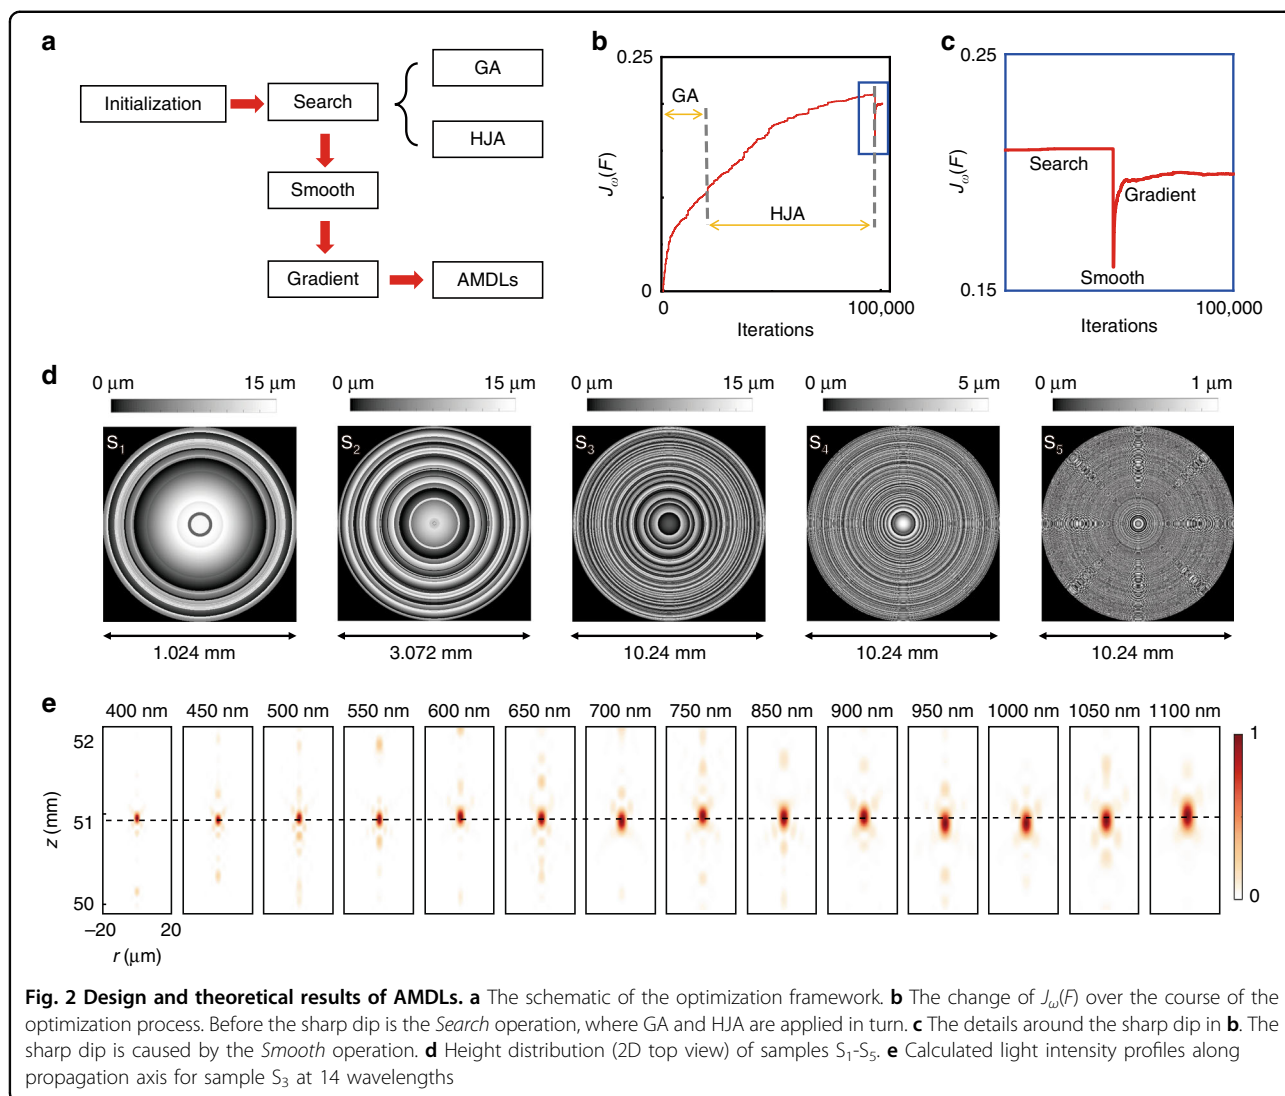 a
Initialization
Search
GA
HJA
Smooth
Gradient
AMDLs
b
0.25
GA
HJA
Jω(F)
0
0
100,000
Iterations
c
0.25
Search
Gradient
Smooth
Jω(F)
0.15
100,000
Iterations
d
0 μm 15 μm
0 μm 15 μm
0 μm 15 μm
0 μm 5 μm
0 μm 1 μm
S1
S2
S3
S4
S5
1.024 mm
3.072 mm
10.24 mm
10.24 mm
10.24 mm
e
400 nm 450 nm 500 nm 550 nm 600 nm 650 nm 700 nm 750 nm 850 nm 900 nm 950 nm 1000 nm 1050 nm 1100 nm
52
51
50
z (mm)
–20 20
r (μm)
1
0
Fig. 2 Design and theoretical results of AMDLs. a The schematic of the optimization framework. b The change of Jω(F) over the course of the
optimization process. Before the sharp dip is the Search operation, where GA and HJA are applied in turn. c The details around the sharp dip in b. The
sharp dip is caused by the Smooth operation. d Height distribution (2D top view) of samples S1-S5. e Calculated light intensity profiles along
propagation axis for sample S3 at 14 wavelengths